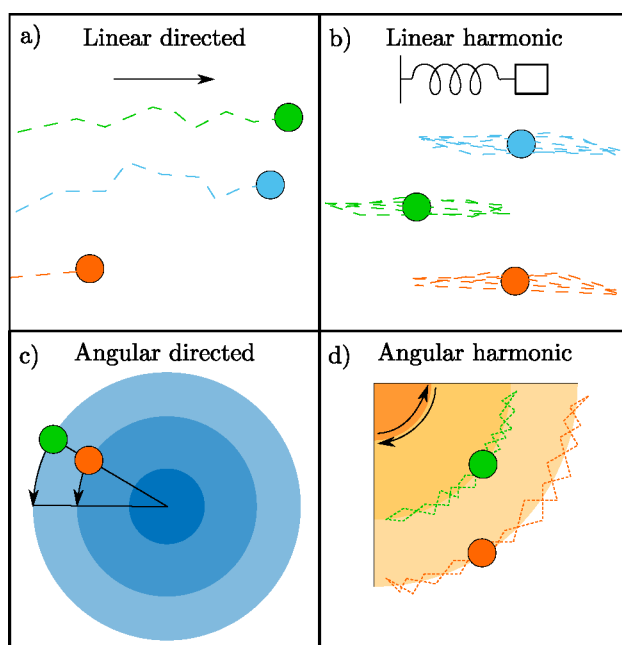 a) Linear directed
b) Linear harmonic
c) Angular directed
d) Angular harmonic